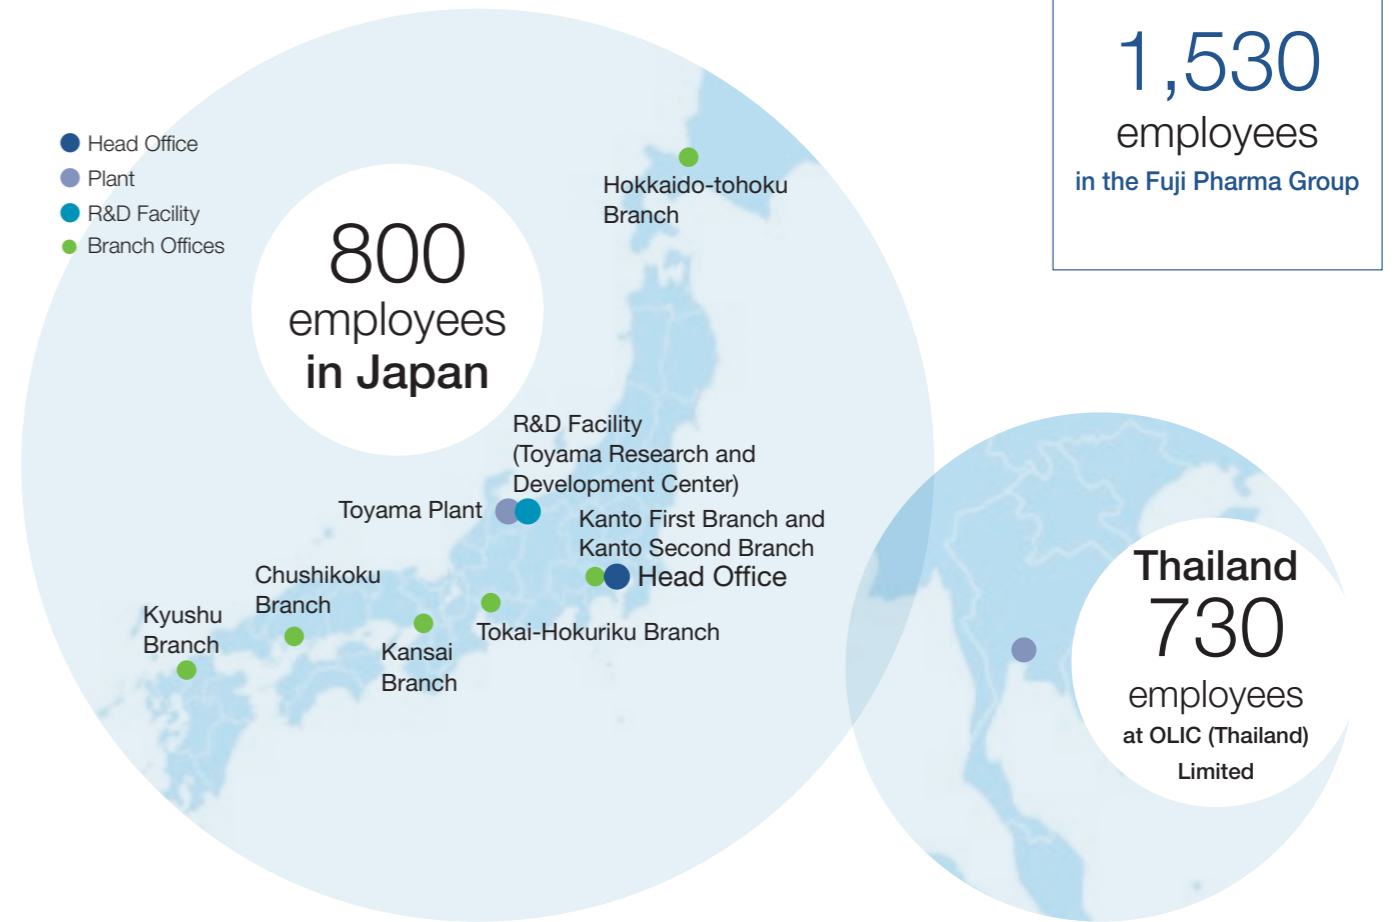 1,530
employees
in the Fuji Pharma Group
Head Office
Plant
R&D Facility
Branch Offices
800
employees
in Japan
Hokkaido-tohoku
Branch
R&D Facility
(Toyama Research and
Development Center)
Toyama Plant
Kanto First Branch and
Kanto Second Branch
Head Office
Chushikoku
Branch
Kyushu
Branch
Kansai
Branch
Tokai-Hokuriku Branch
Thailand
730
employees
at OLIC (Thailand)
Limited